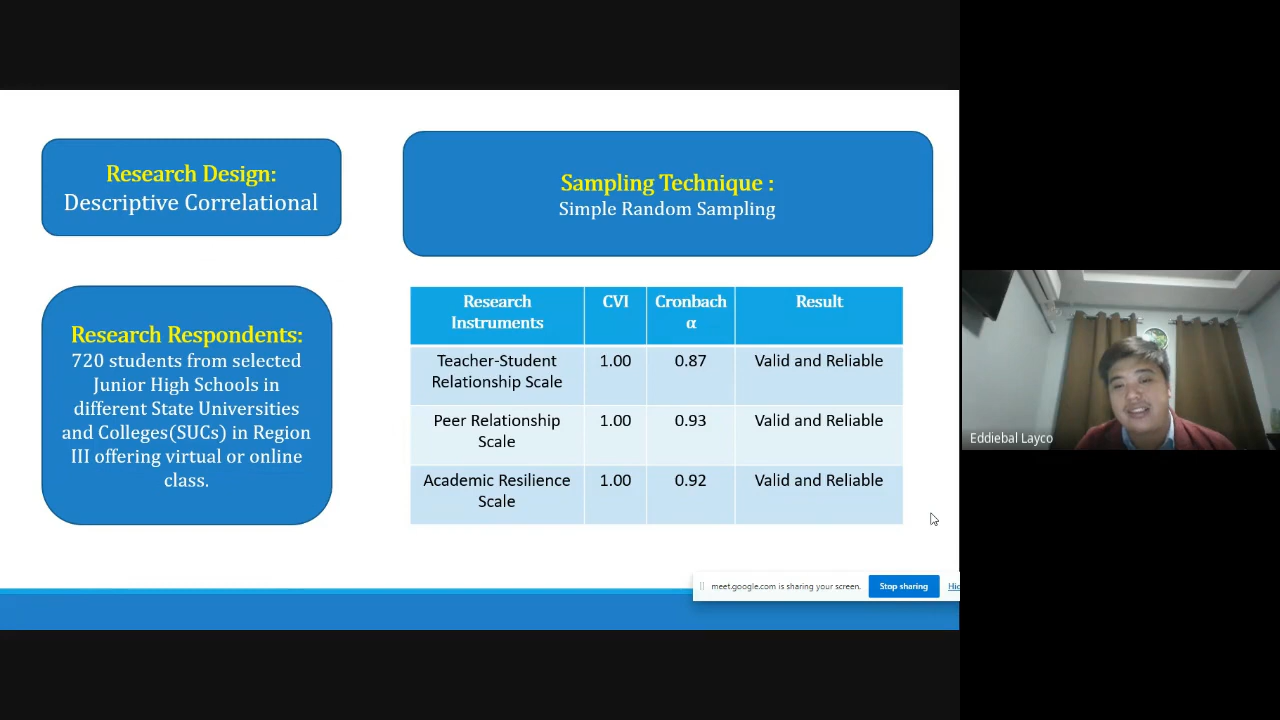 Research Design:
Descriptive Correlational
Sampling Technique :
Simple Random Sampling
Research Respondents:
720 students from selected
Junior High Schools in
different State Universities
and Colleges(SUCs) in Region
III offering virtual or online
class.
Research
Instruments
CVI
Cronbach
α
Result
Teacher-Student
Relationship Scale
1.00
0.87
Valid and Reliable
Peer Relationship
Scale
1.00
0.93
Valid and Reliable
Academic Resilience
Scale
1.00
0.92
Valid and Reliable
Eddiebal Layco
meet.google.com is sharing your screen.
Stop sharing